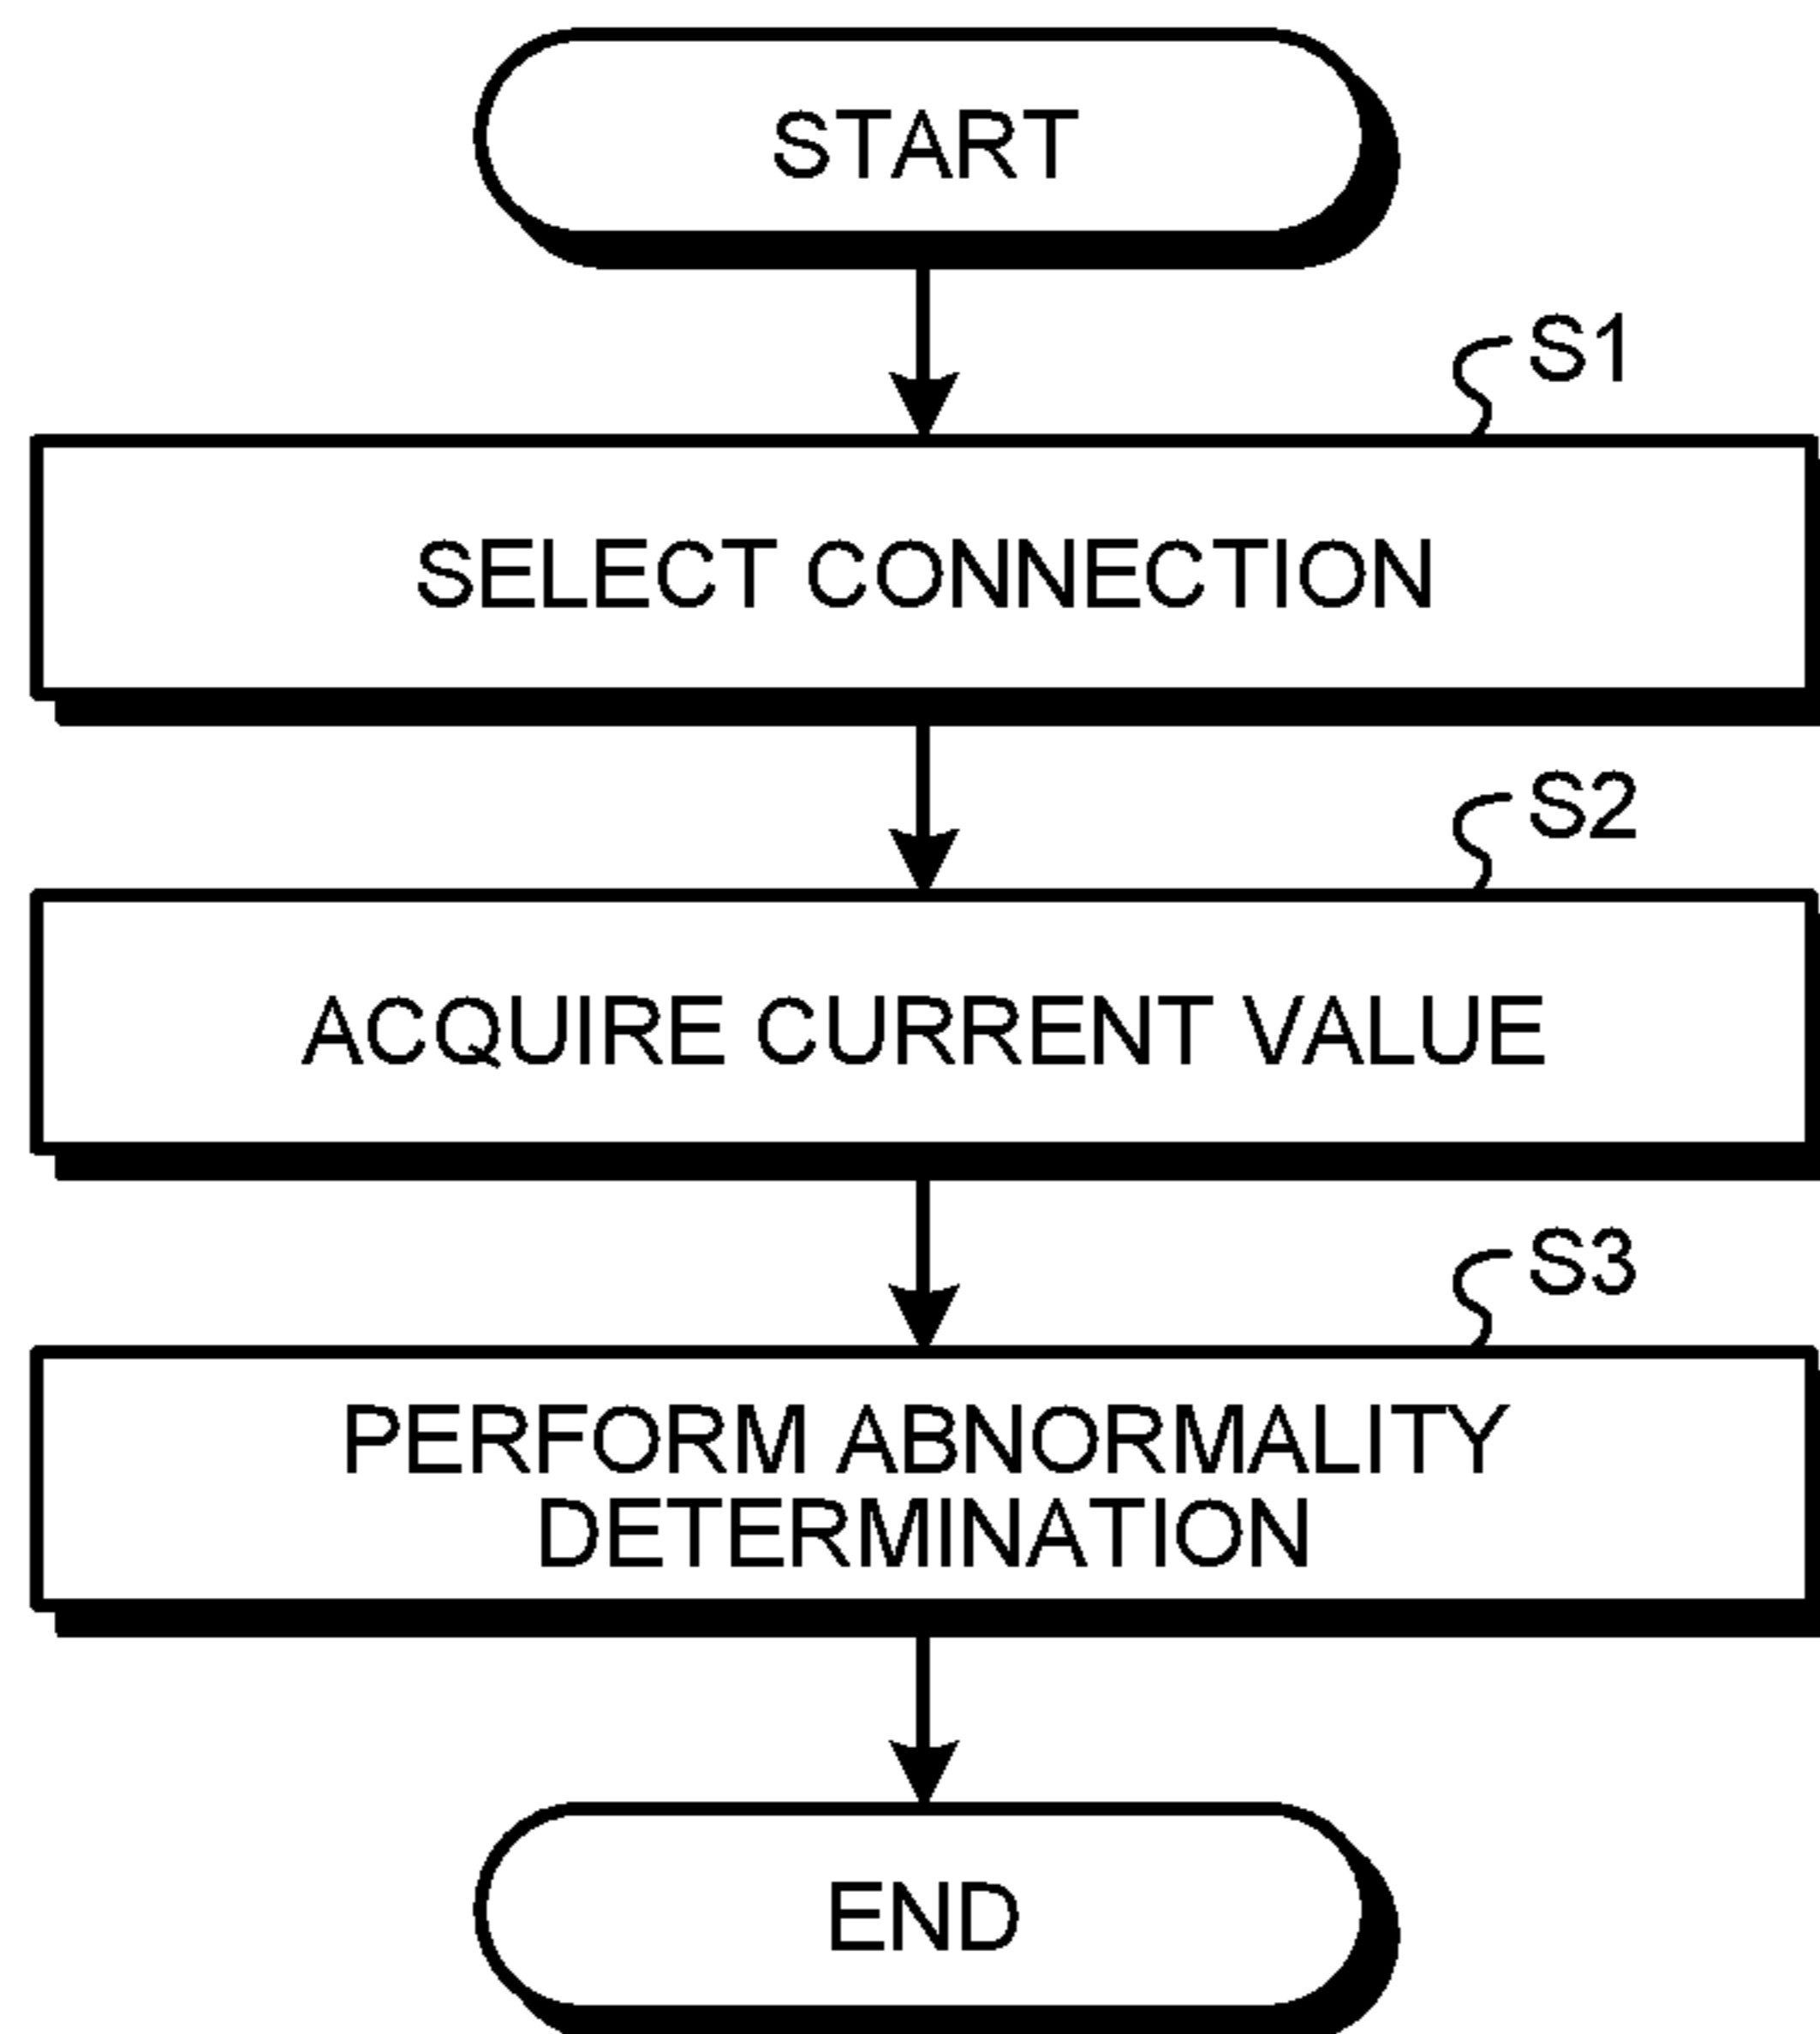 START
S1
SELECT CONNECTION
S2
ACQUIRE CURRENT VALUE
S3
PERFORM ABNORMALITY
DETERMINATION
END